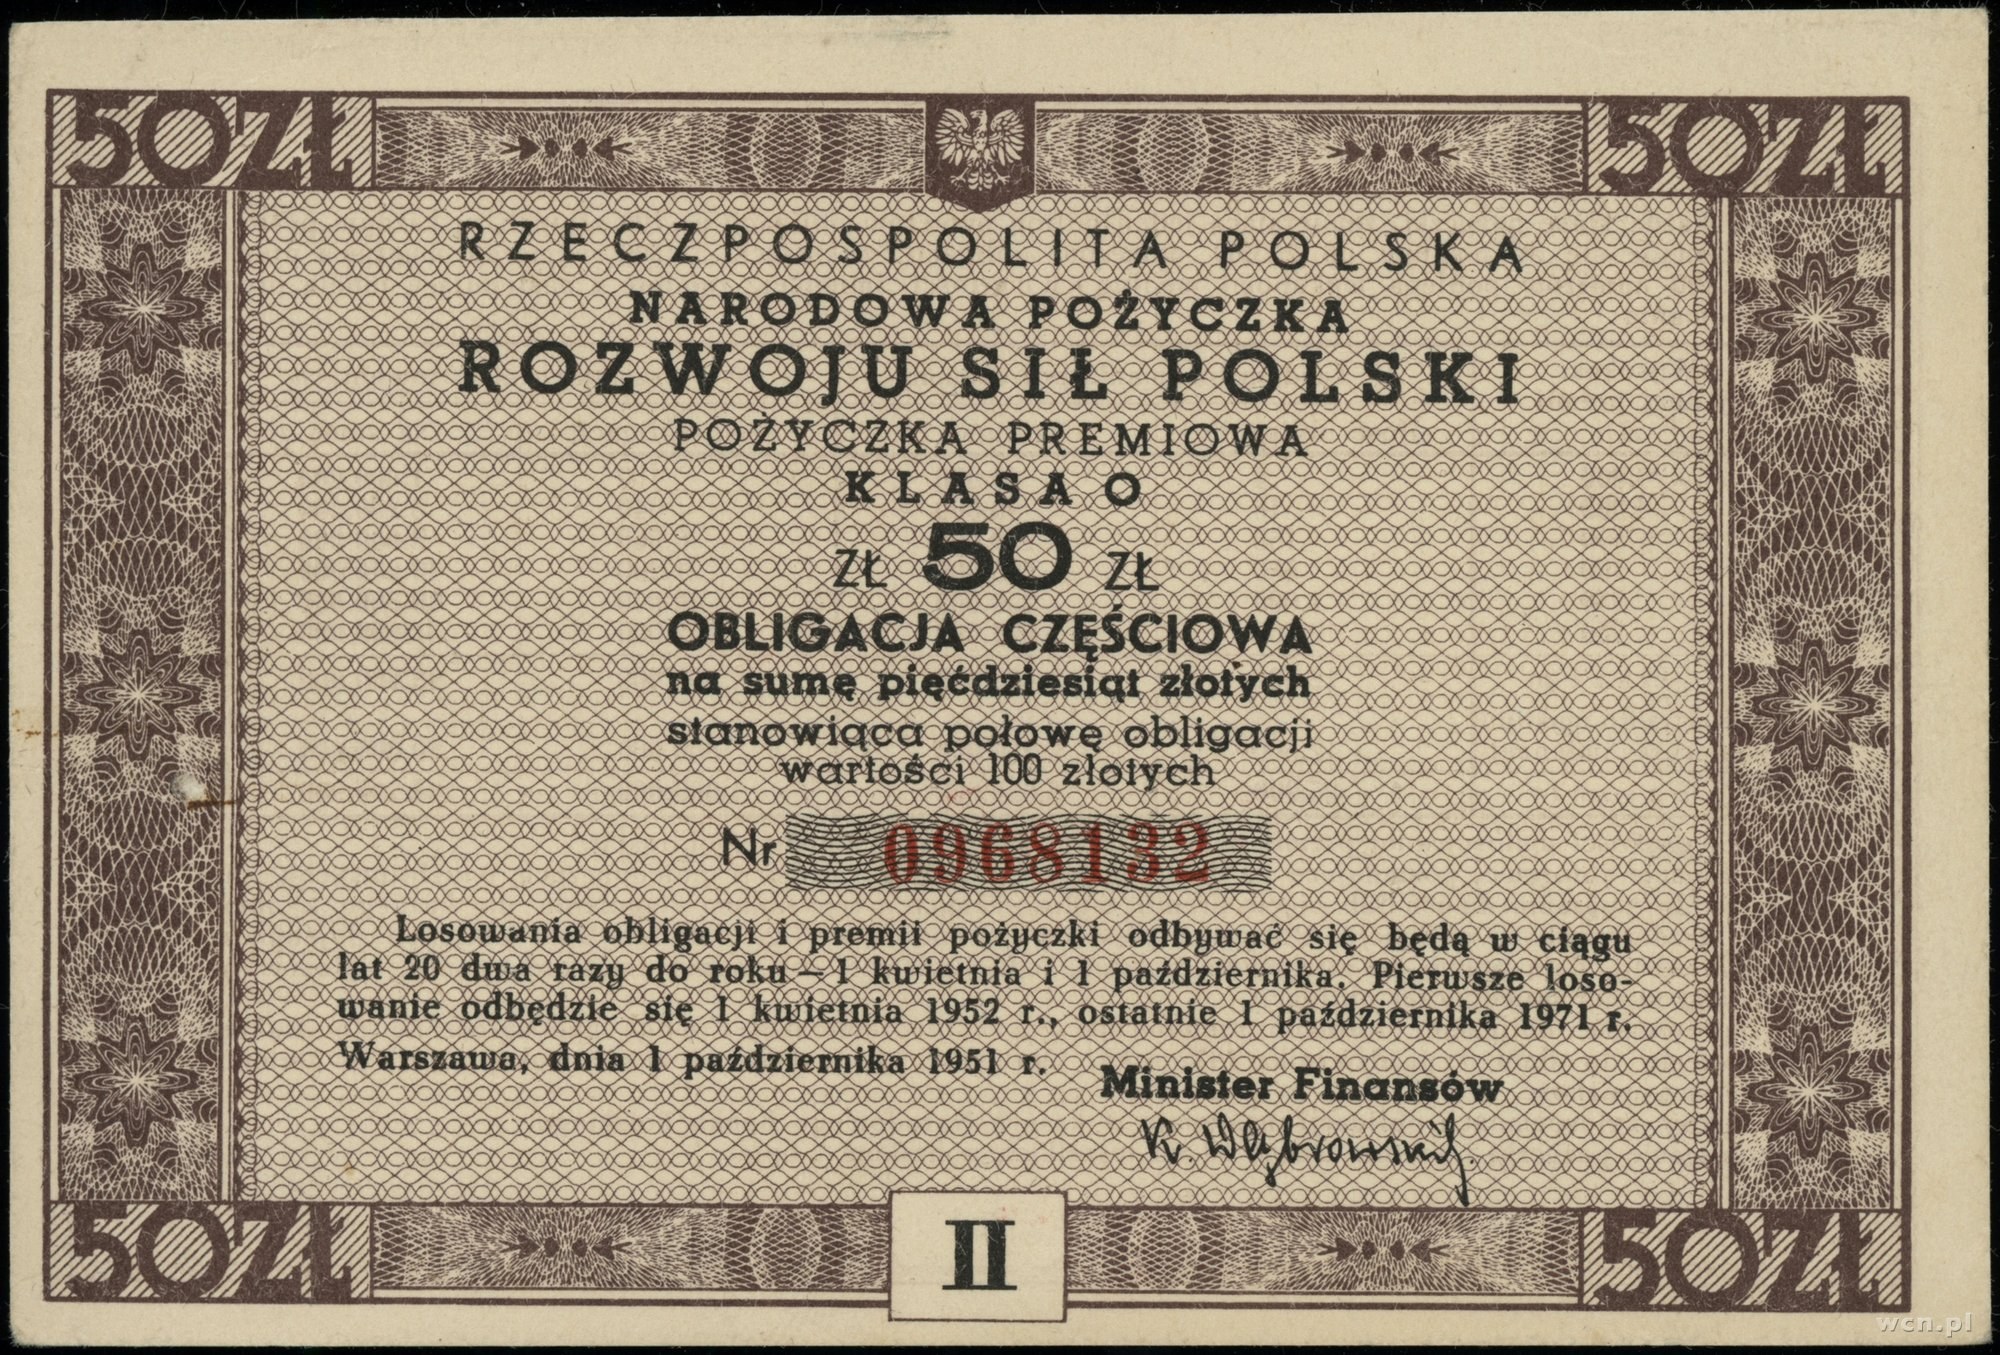 50 ZŁ 50 ZŁ
RZECZPOSPOLITA POLSKA
NARODOWA POŻYCZKA
ROZWOJU SIŁ POLSKI
POŻYCZKA PREMIOWA
KLASA O
ZŁ 50 ZŁ
OBLIGACJA CZĘŚCIOWA
na sumę pięćdziesiąt złotych
stanowiąca połowę obligacji
wartości 100 złotych
Nr 0968132
Losowania obligacji i premii pożyczki odbywać się będą w ciągu
lat 20 dwa razy do roku – 1 kwietnia i 1 października. Pierwsze loso-
wanie odbędzie się 1 kwietnia 1952 r., ostatnie 1 października 1971 r.
Warszawa, dnia 1 października 1951 r.
Minister Finansów
K. Dąbrowski
50 ZŁ II 50 ZŁ
wcn.pl